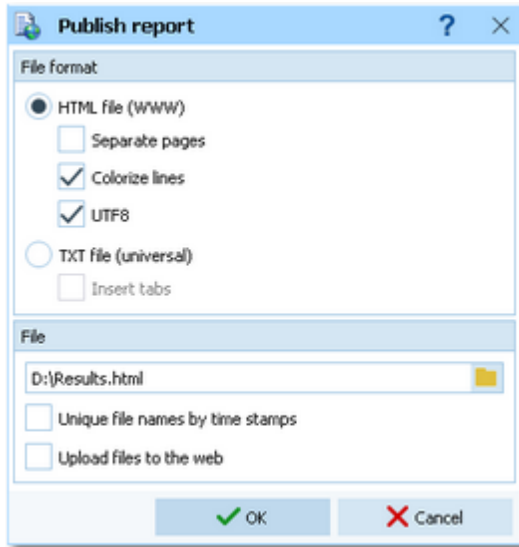 Publish report ?
File format
HTML file (WWW)
Separate pages
Colorize lines
UTF8
TXT file (universal)
Insert tabs
File
D:\Results.html
Unique file names by time stamps
Upload files to the web
OK Cancel